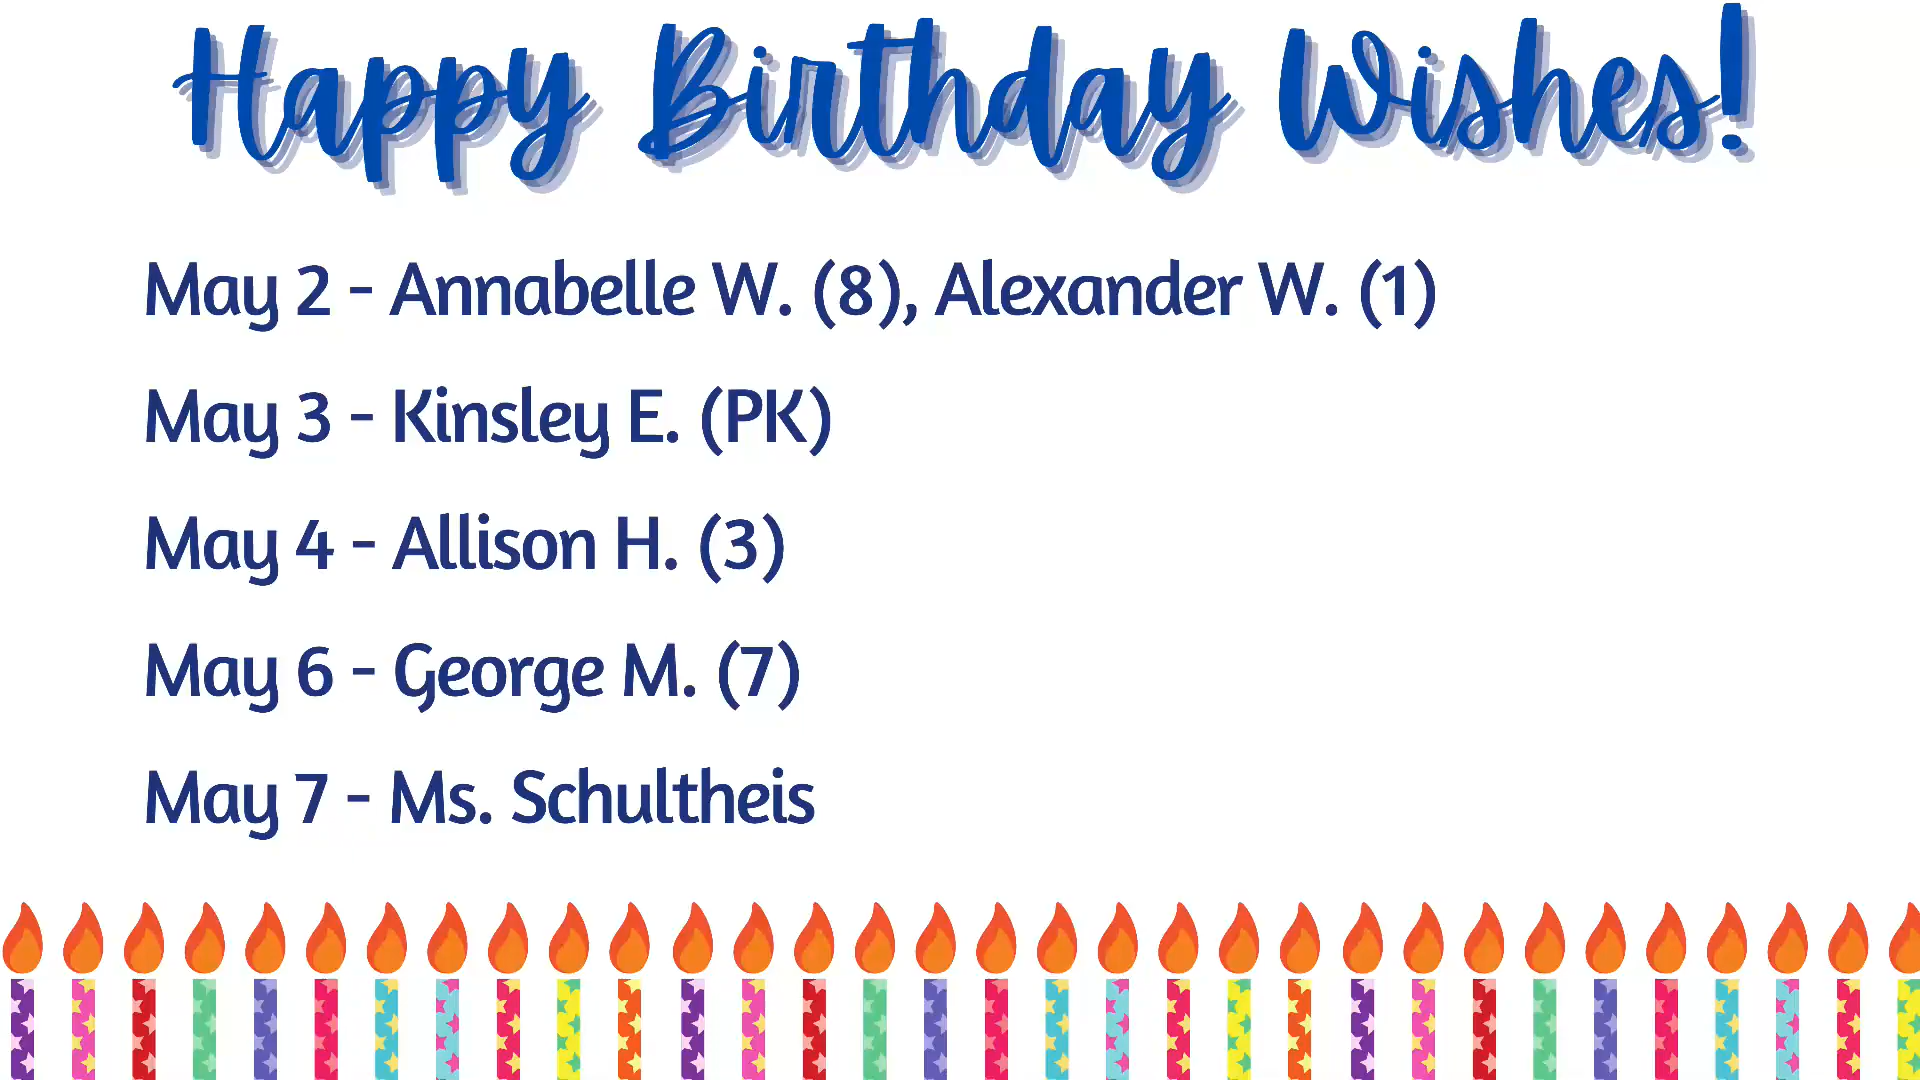 Happy Birthday Wishes!
May 2 - Annabelle W. (8), Alexander W. (1)
May 3 - Kinsley E. (PK)
May 4 - Allison H. (3)
May 6 - George M. (7)
May 7 - Ms. Schultheis